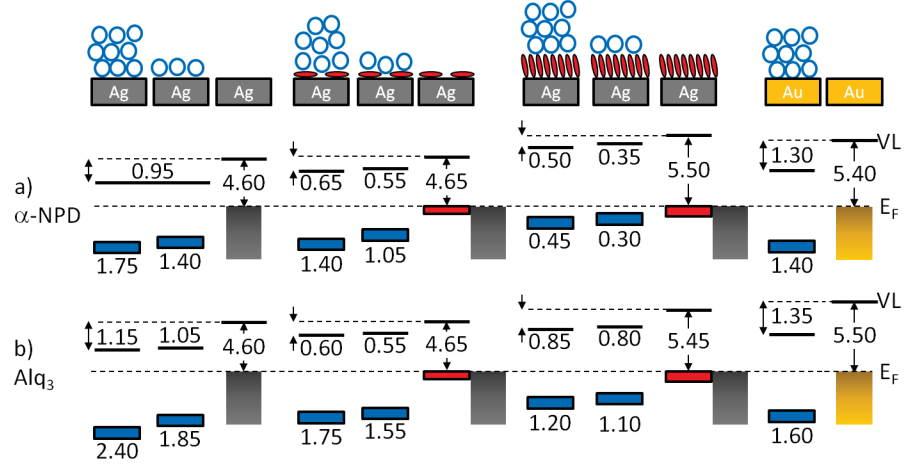 Ag Ag Ag Ag Ag Ag Ag Ag Ag Au Au
VL
0.95 4.60 0.65 0.55 4.65 0.50 0.35 5.50 1.30 5.40
a)
α-NPD
E_F
1.75 1.40 1.40 1.05 0.45 0.30 1.40
VL
1.15 1.05 4.60 0.60 0.55 4.65 0.85 0.80 5.45 1.35 5.50
b)
Alq₃
E_F
2.40 1.85 1.75 1.55 1.20 1.10 1.60